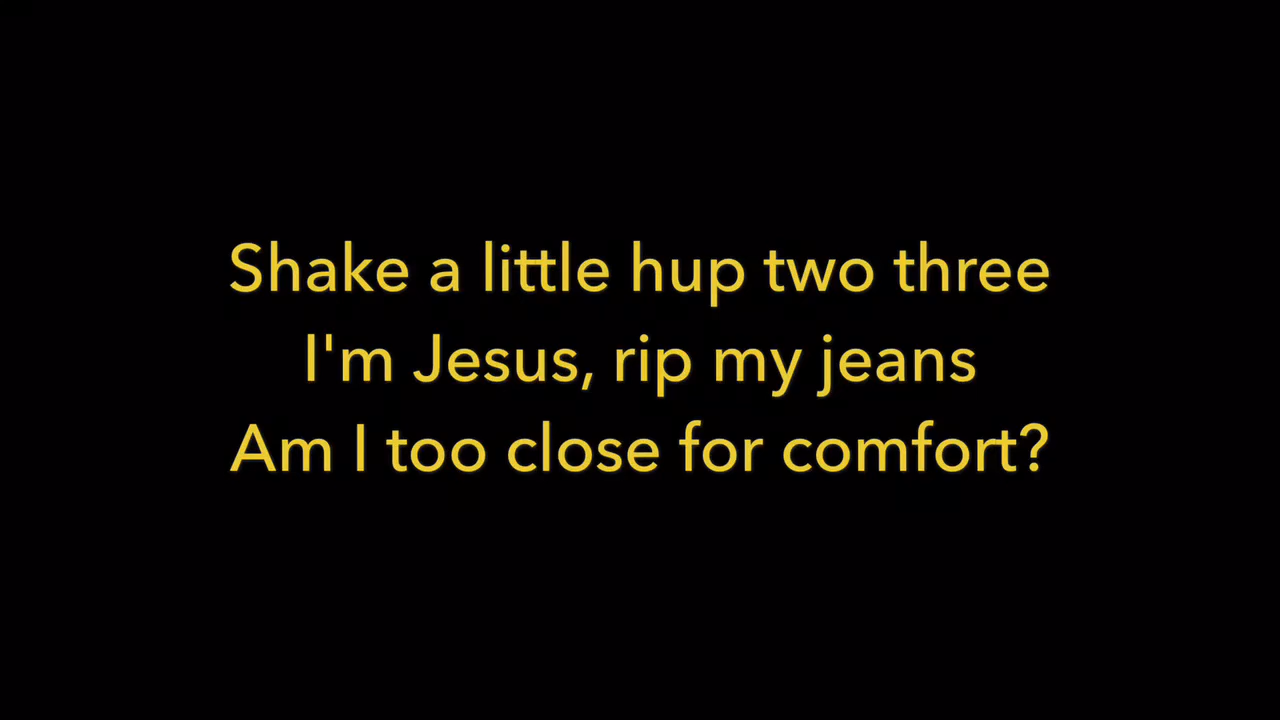 Shake a little hup two three
I'm Jesus, rip my jeans
Am I too close for comfort?